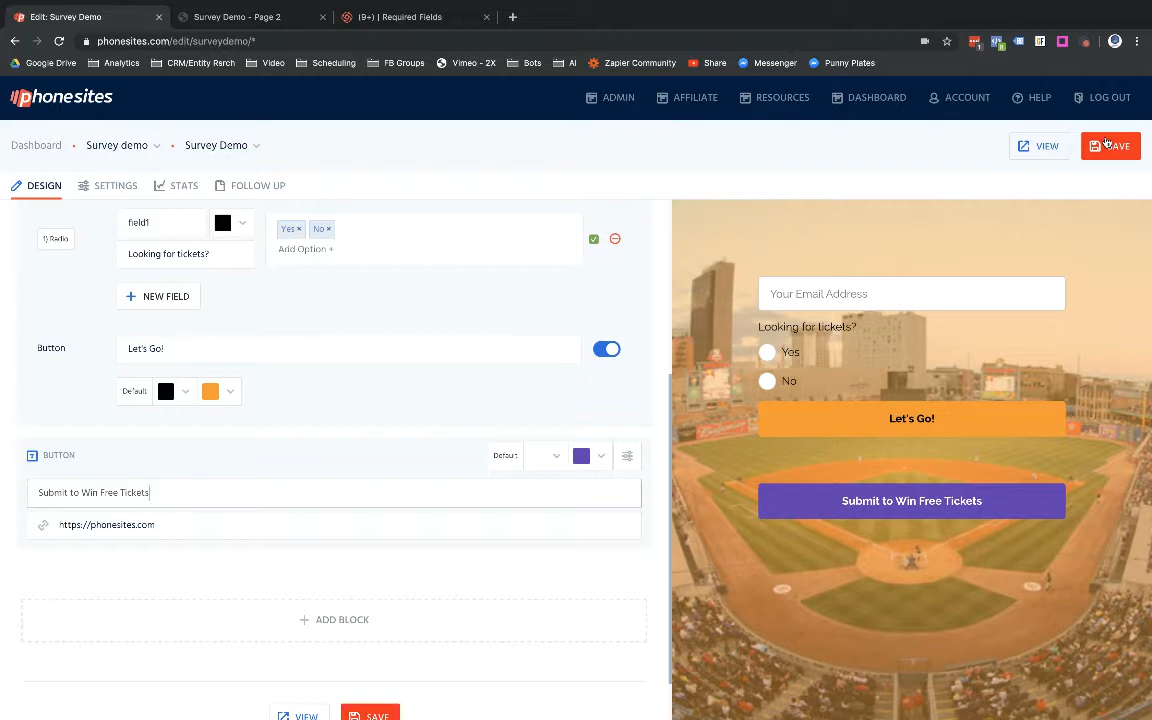 Edit: Survey Demo
Survey Demo - Page 2
(9+) | Required Fields
phonesites.com/edit/surveydemo/*
Google Drive
Analytics
CRM/Entity Rsrch
Video
Scheduling
FB Groups
Vimeo - 2X
Bots
AI
Zapier Community
Share
Messenger
Punny Plates
phonesites
ADMIN
AFFILIATE
RESOURCES
DASHBOARD
ACCOUNT
HELP
LOG OUT
Dashboard • Survey demo • Survey Demo
VIEW
SAVE
DESIGN
SETTINGS
STATS
FOLLOW UP
field1
Yes × No ×
1) Radio
Add Option +
Looking for tickets?
NEW FIELD
Button
Let's Go!
Default
BUTTON
Default
Submit to Win Free Tickets
https://phonesites.com
+ ADD BLOCK
VIEW
SAVE
Your Email Address
Looking for tickets?
Yes
No
Let's Go!
Submit to Win Free Tickets